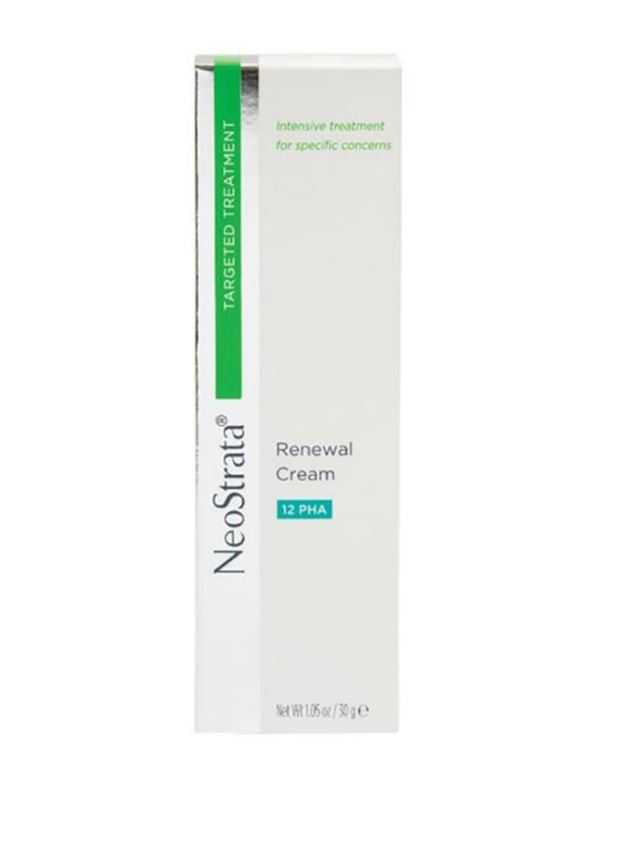 TARGETED TREATMENT
NeoStrata®
Intensive treatment
for specific concerns
Renewal
Cream
12 PHA
Net Wt 1.05 oz / 30 g ℮